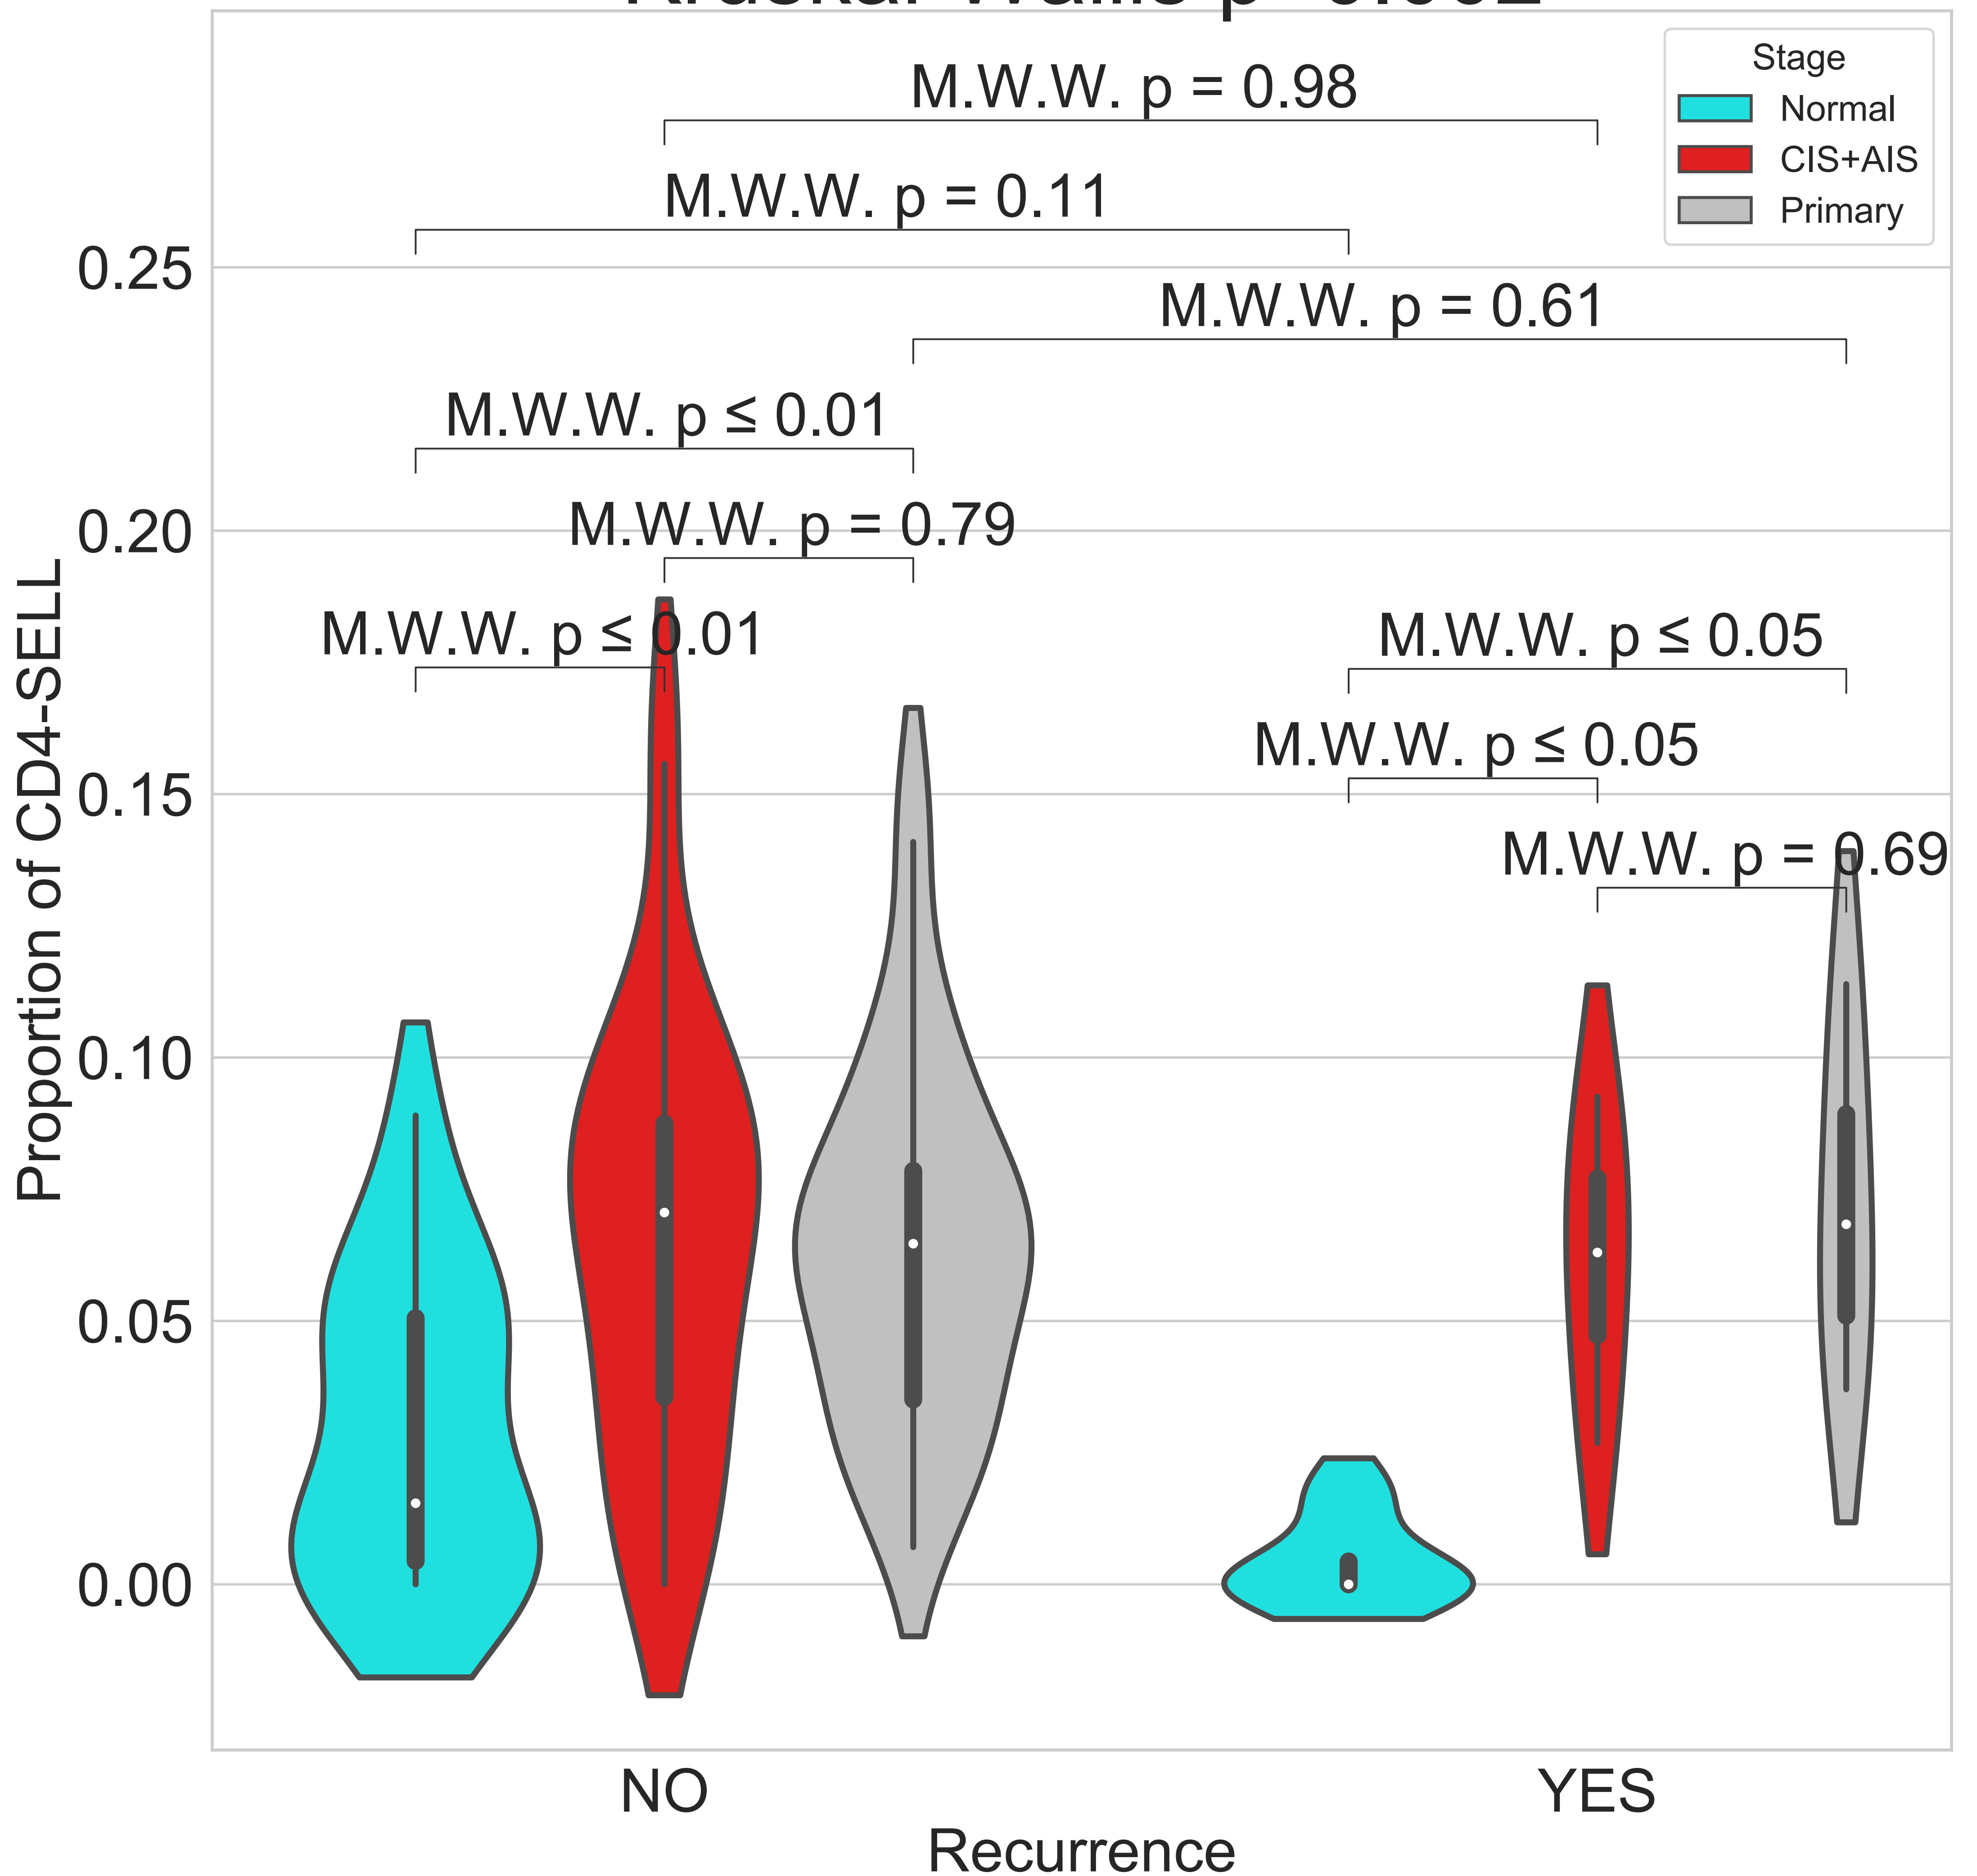 Stage
Normal
CIS+AIS
Primary
M.W.W. p = 0.98
M.W.W. p = 0.11
M.W.W. p = 0.61
M.W.W. p ≤ 0.01
M.W.W. p = 0.79
M.W.W. p ≤ 0.01
M.W.W. p ≤ 0.05
M.W.W. p ≤ 0.05
M.W.W. p = 0.69
Proportion of CD4-SELL
0.25
0.20
0.15
0.10
0.05
0.00
NO
YES
Recurrence